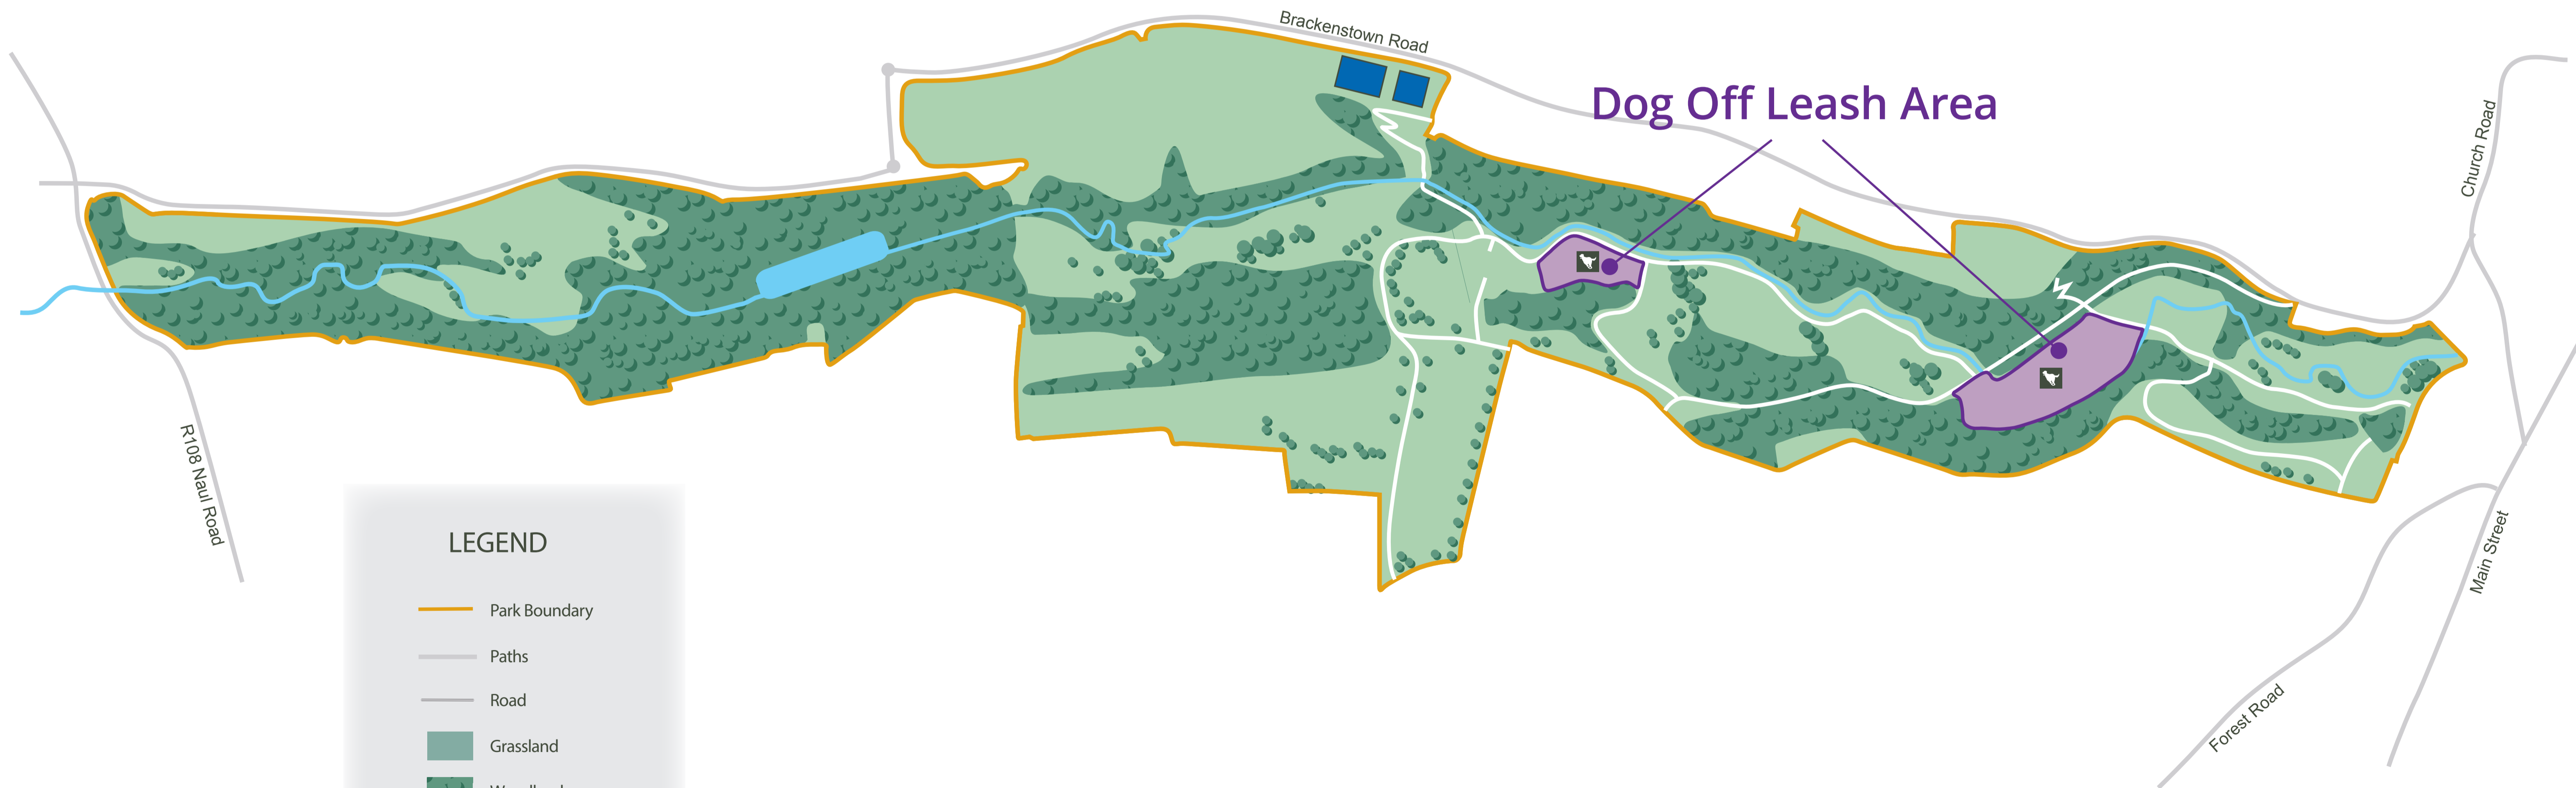 Brackenstown Road
Dog Off Leash Area
Church Road
R108 Naul Road
Main Street
Forest Road
LEGEND
Park Boundary
Paths
Road
Grassland